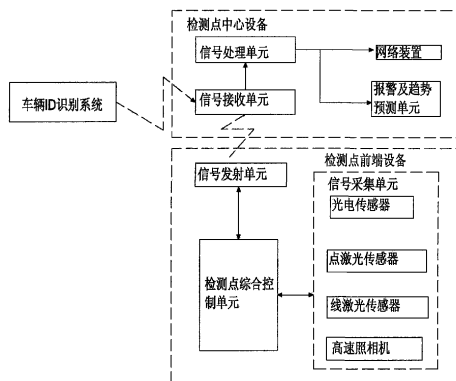 检测点中心设备
信号处理单元
网络装置
报警及趋势
预测单元
车辆ID识别系统
信号接收单元
检测点前端设备
信号发射单元
信号采集单元
光电传感器
点激光传感器
检测点综合控
制单元
线激光传感器
高速照相机